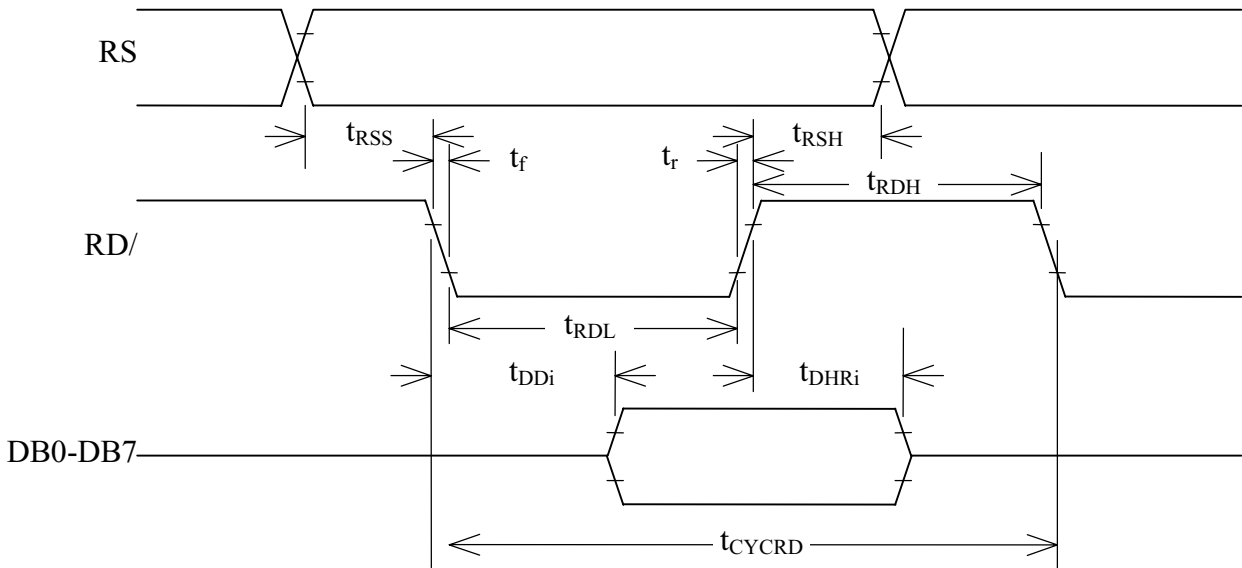 RS
tRSS
tRSH
tf
tr
tRDH
RD/
tRDL
tDDi
tDHRi
DB0-DB7
tCYCRD